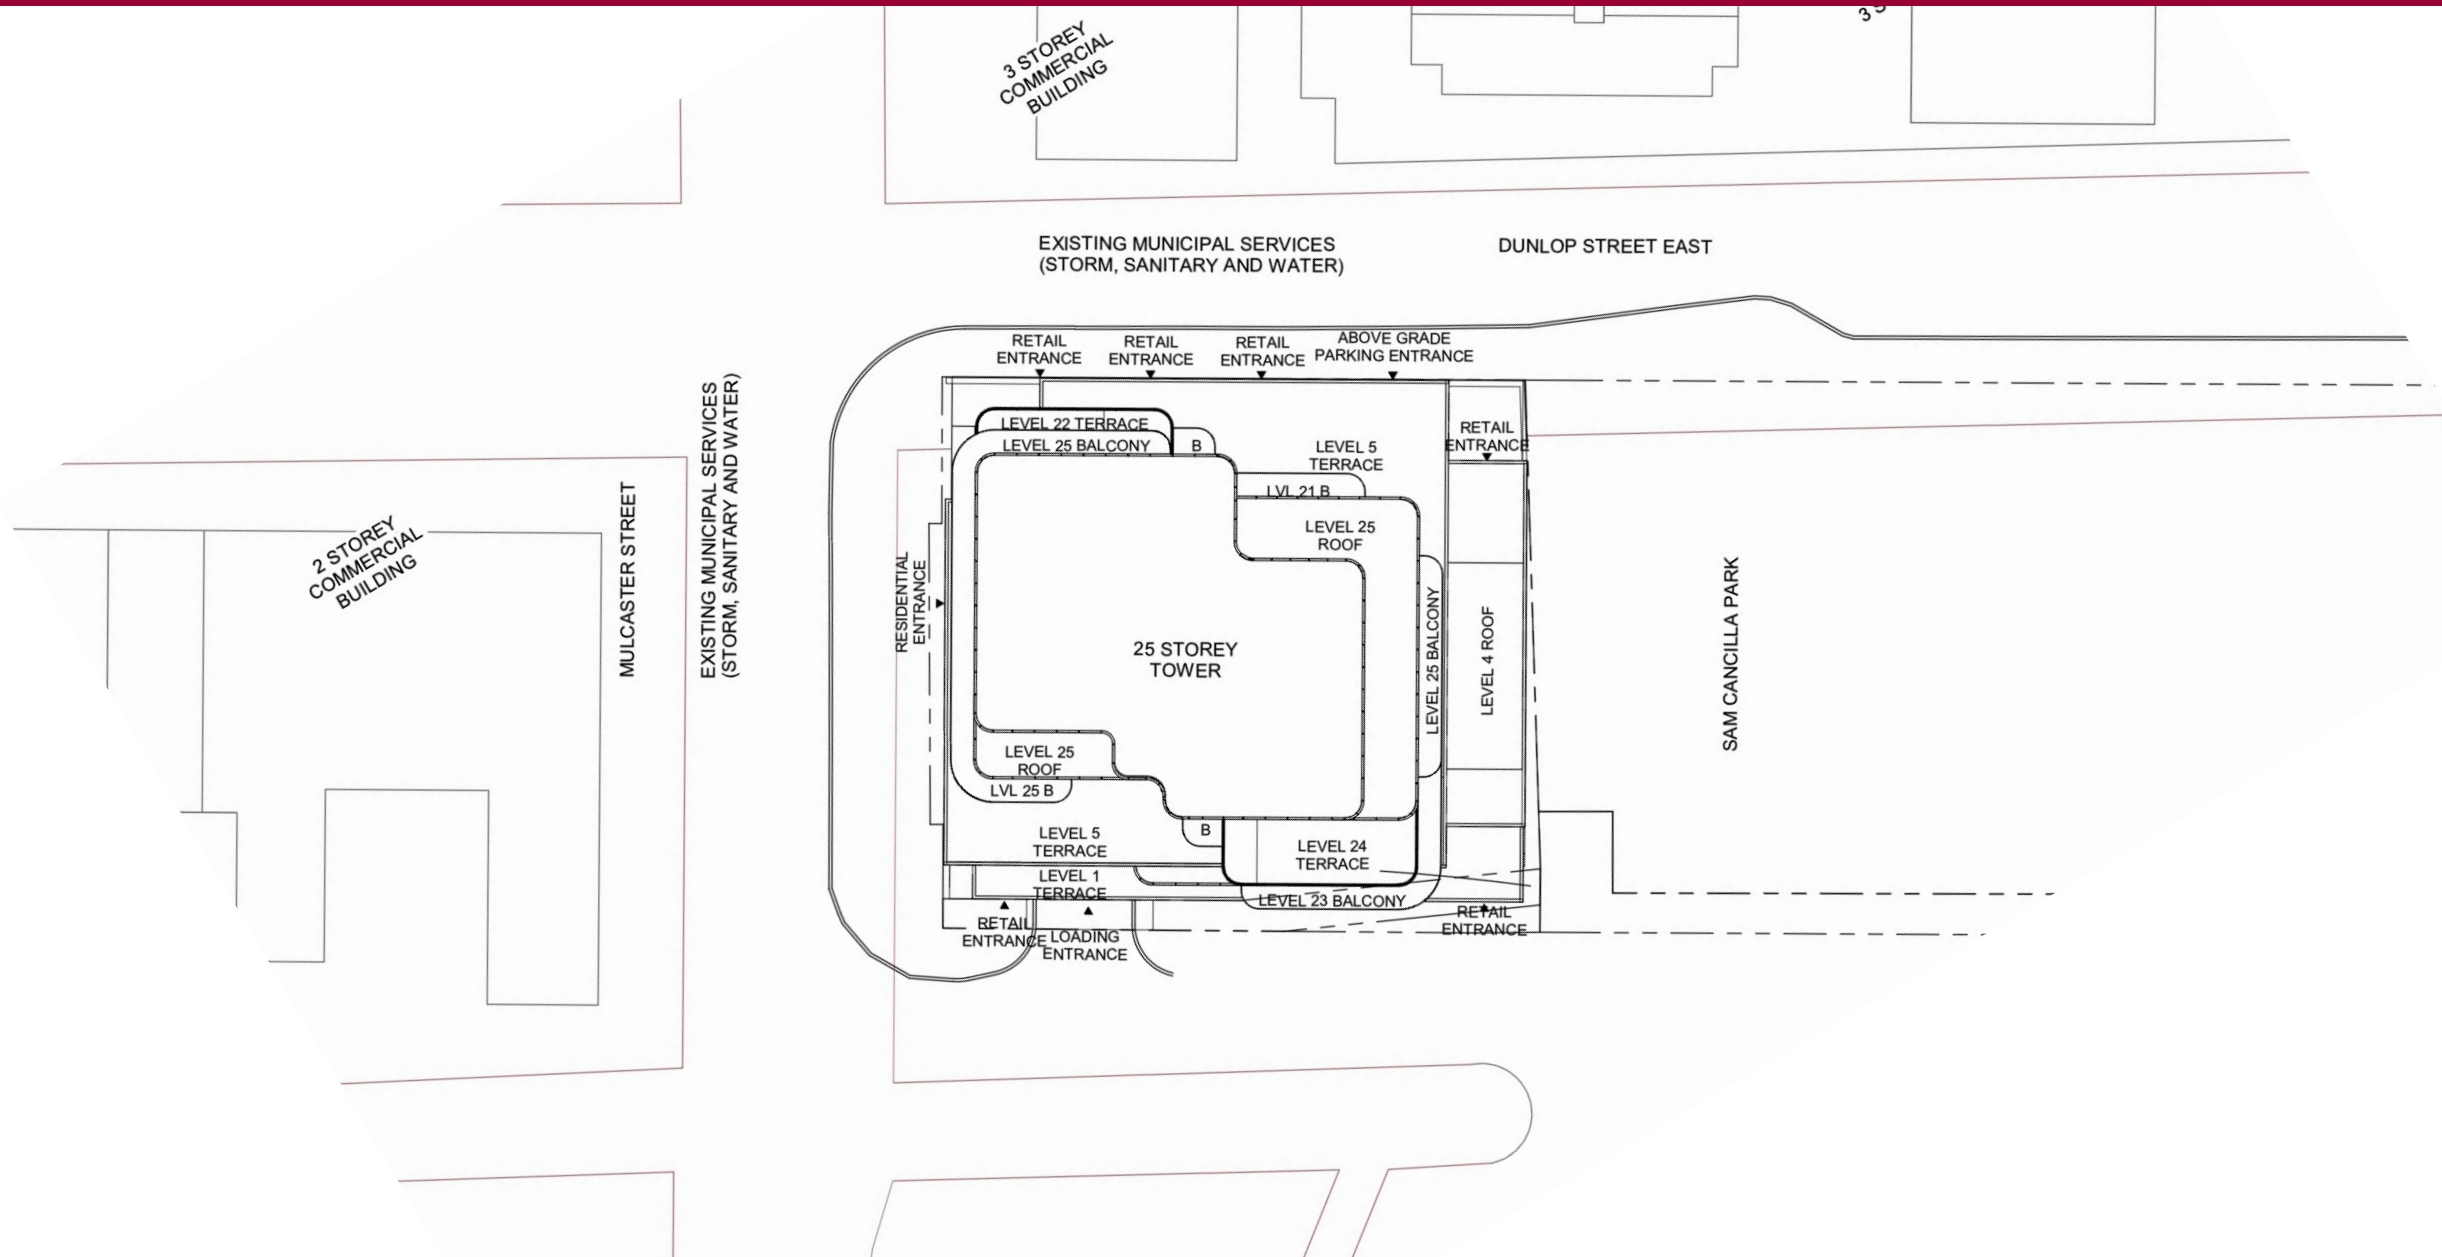 3 STOREY
COMMERCIAL
BUILDING
EXISTING MUNICIPAL SERVICES
(STORM, SANITARY AND WATER)
DUNLOP STREET EAST
RETAIL
ENTRANCE
RETAIL
ENTRANCE
RETAIL
ENTRANCE
ABOVE GRADE
PARKING ENTRANCE
LEVEL 22 TERRACE
LEVEL 25 BALCONY
B
LEVEL 5
TERRACE
RETAIL
ENTRANCE
LVL 21 B
LEVEL 25
ROOF
2 STOREY
COMMERCIAL
BUILDING
MULCASTER STREET
EXISTING MUNICIPAL SERVICES
(STORM, SANITARY AND WATER)
RESIDENTIAL
ENTRANCE
25 STOREY
TOWER
LEVEL 25 BALCONY
LEVEL 4 ROOF
SAM CANCILLA PARK
LEVEL 25
ROOF
LVL 25 B
LEVEL 5
TERRACE
B
LEVEL 24
TERRACE
LEVEL 1
TERRACE
LEVEL 23 BALCONY
RETAIL
ENTRANCE
LOADING
ENTRANCE
RETAIL
ENTRANCE